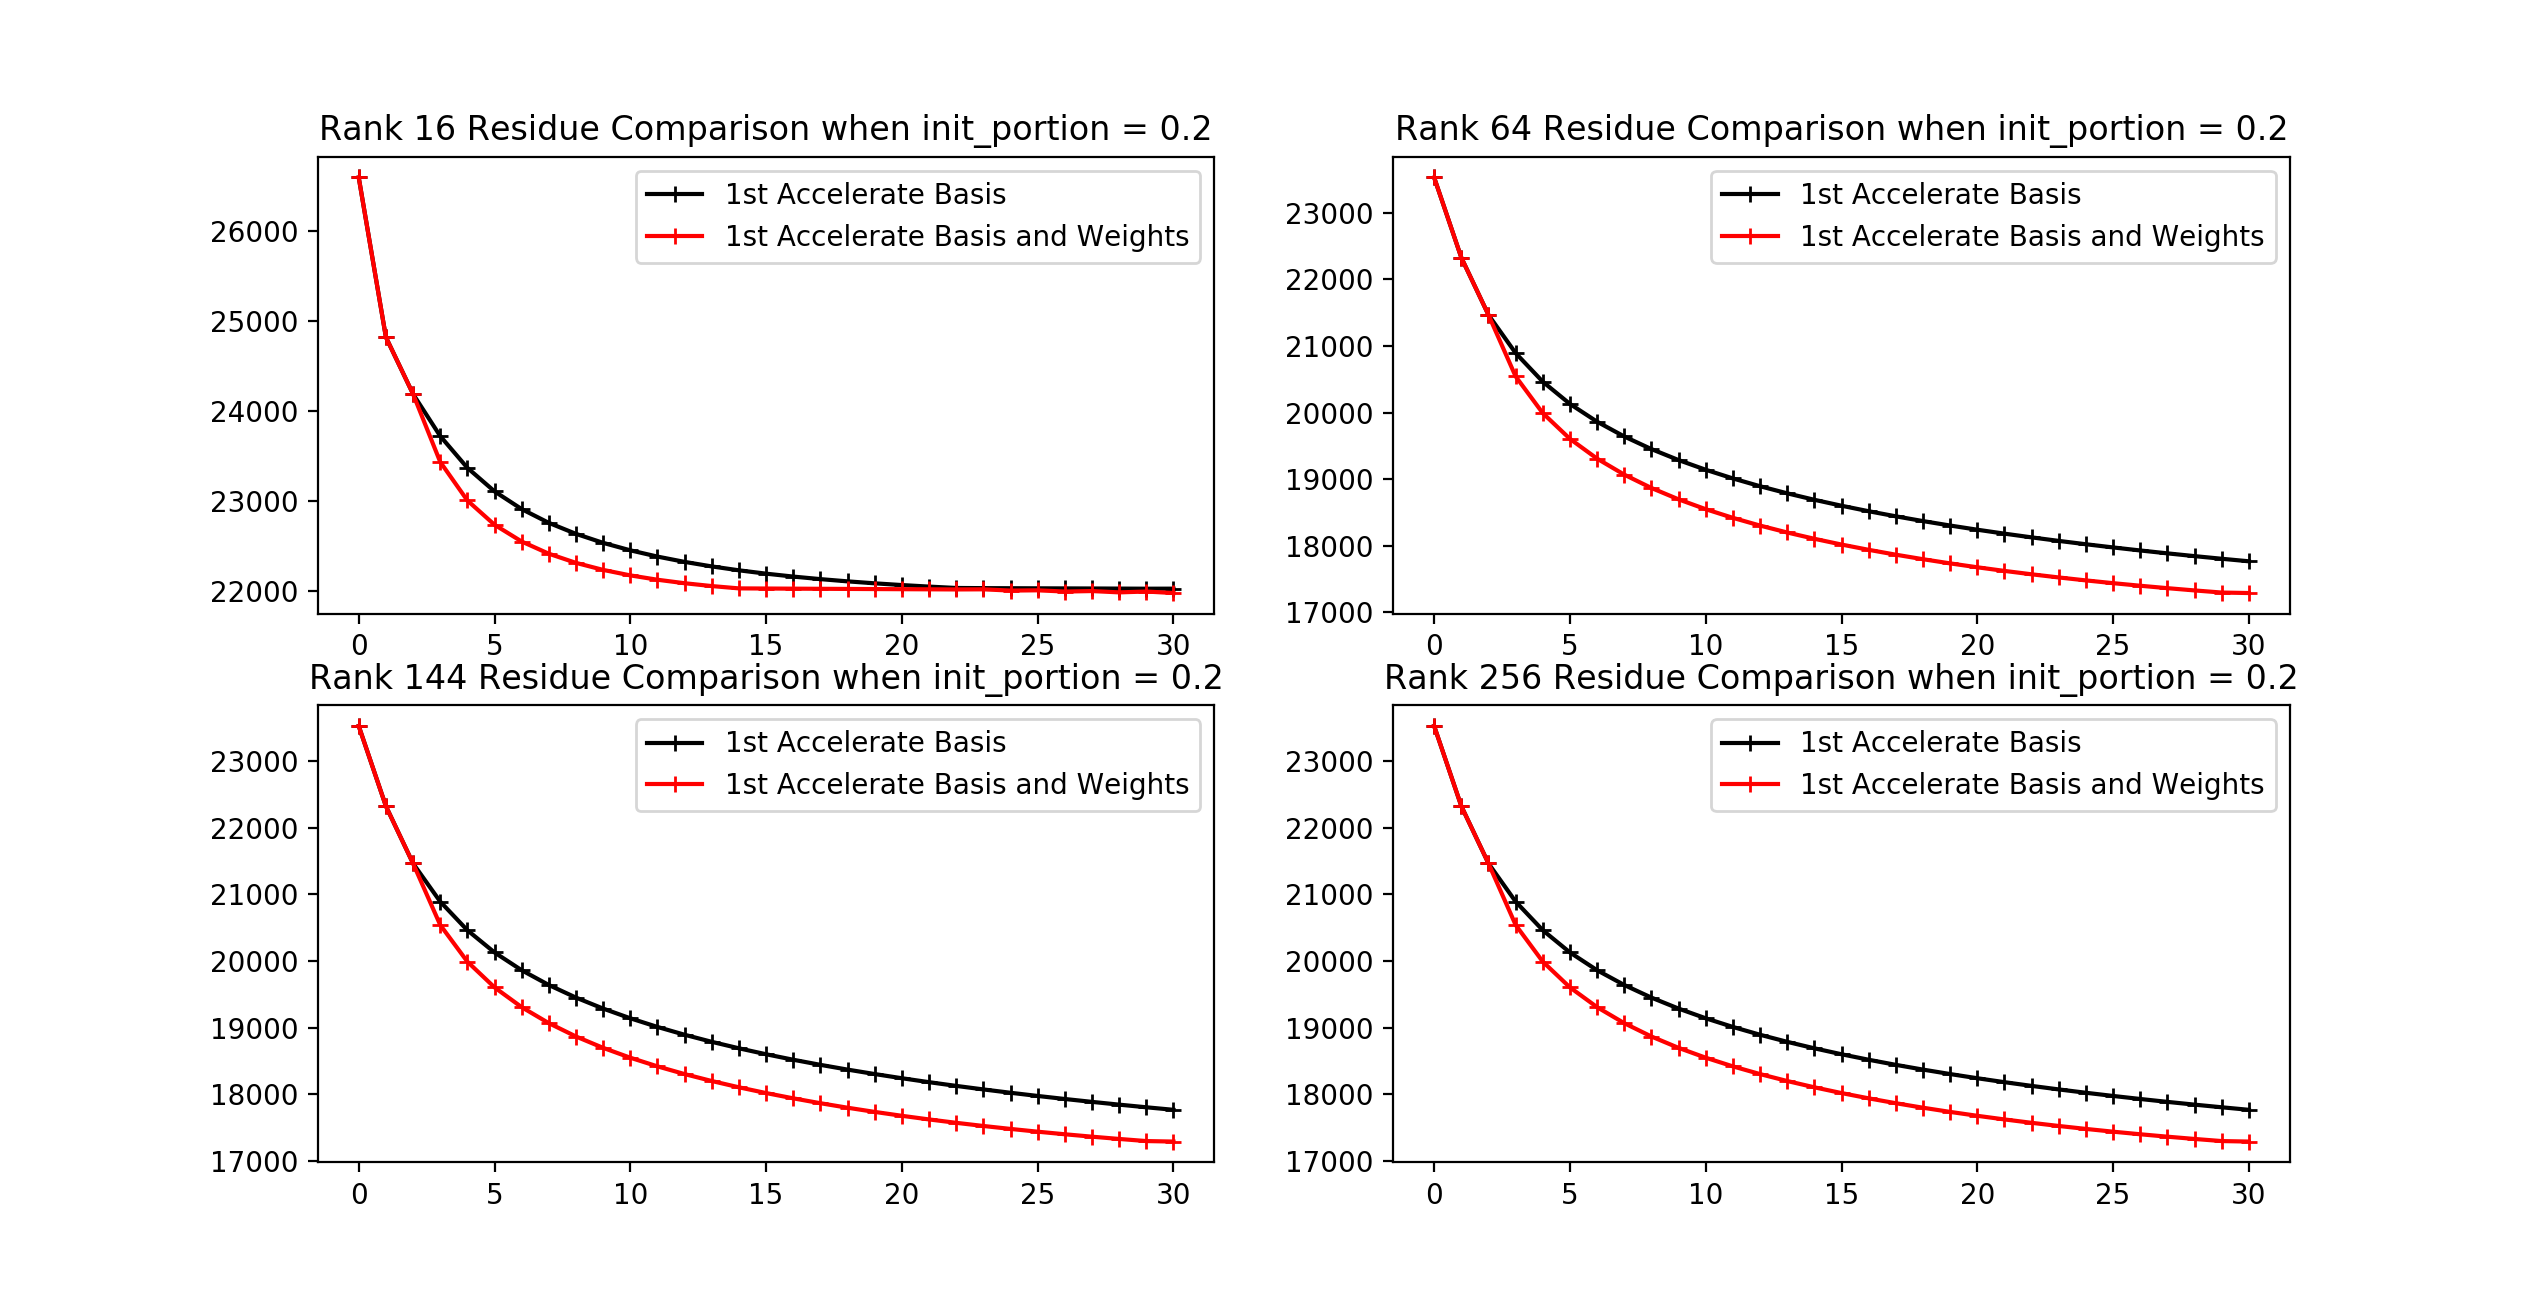 Rank 16 Residue Comparison when init_portion = 0.2
1st Accelerate Basis
1st Accelerate Basis and Weights
26000
25000
24000
23000
22000
0 5 10 15 20 25 30
Rank 64 Residue Comparison when init_portion = 0.2
1st Accelerate Basis
1st Accelerate Basis and Weights
23000
22000
21000
20000
19000
18000
17000
0 5 10 15 20 25 30
Rank 144 Residue Comparison when init_portion = 0.2
1st Accelerate Basis
1st Accelerate Basis and Weights
23000
22000
21000
20000
19000
18000
17000
0 5 10 15 20 25 30
Rank 256 Residue Comparison when init_portion = 0.2
1st Accelerate Basis
1st Accelerate Basis and Weights
23000
22000
21000
20000
19000
18000
17000
0 5 10 15 20 25 30